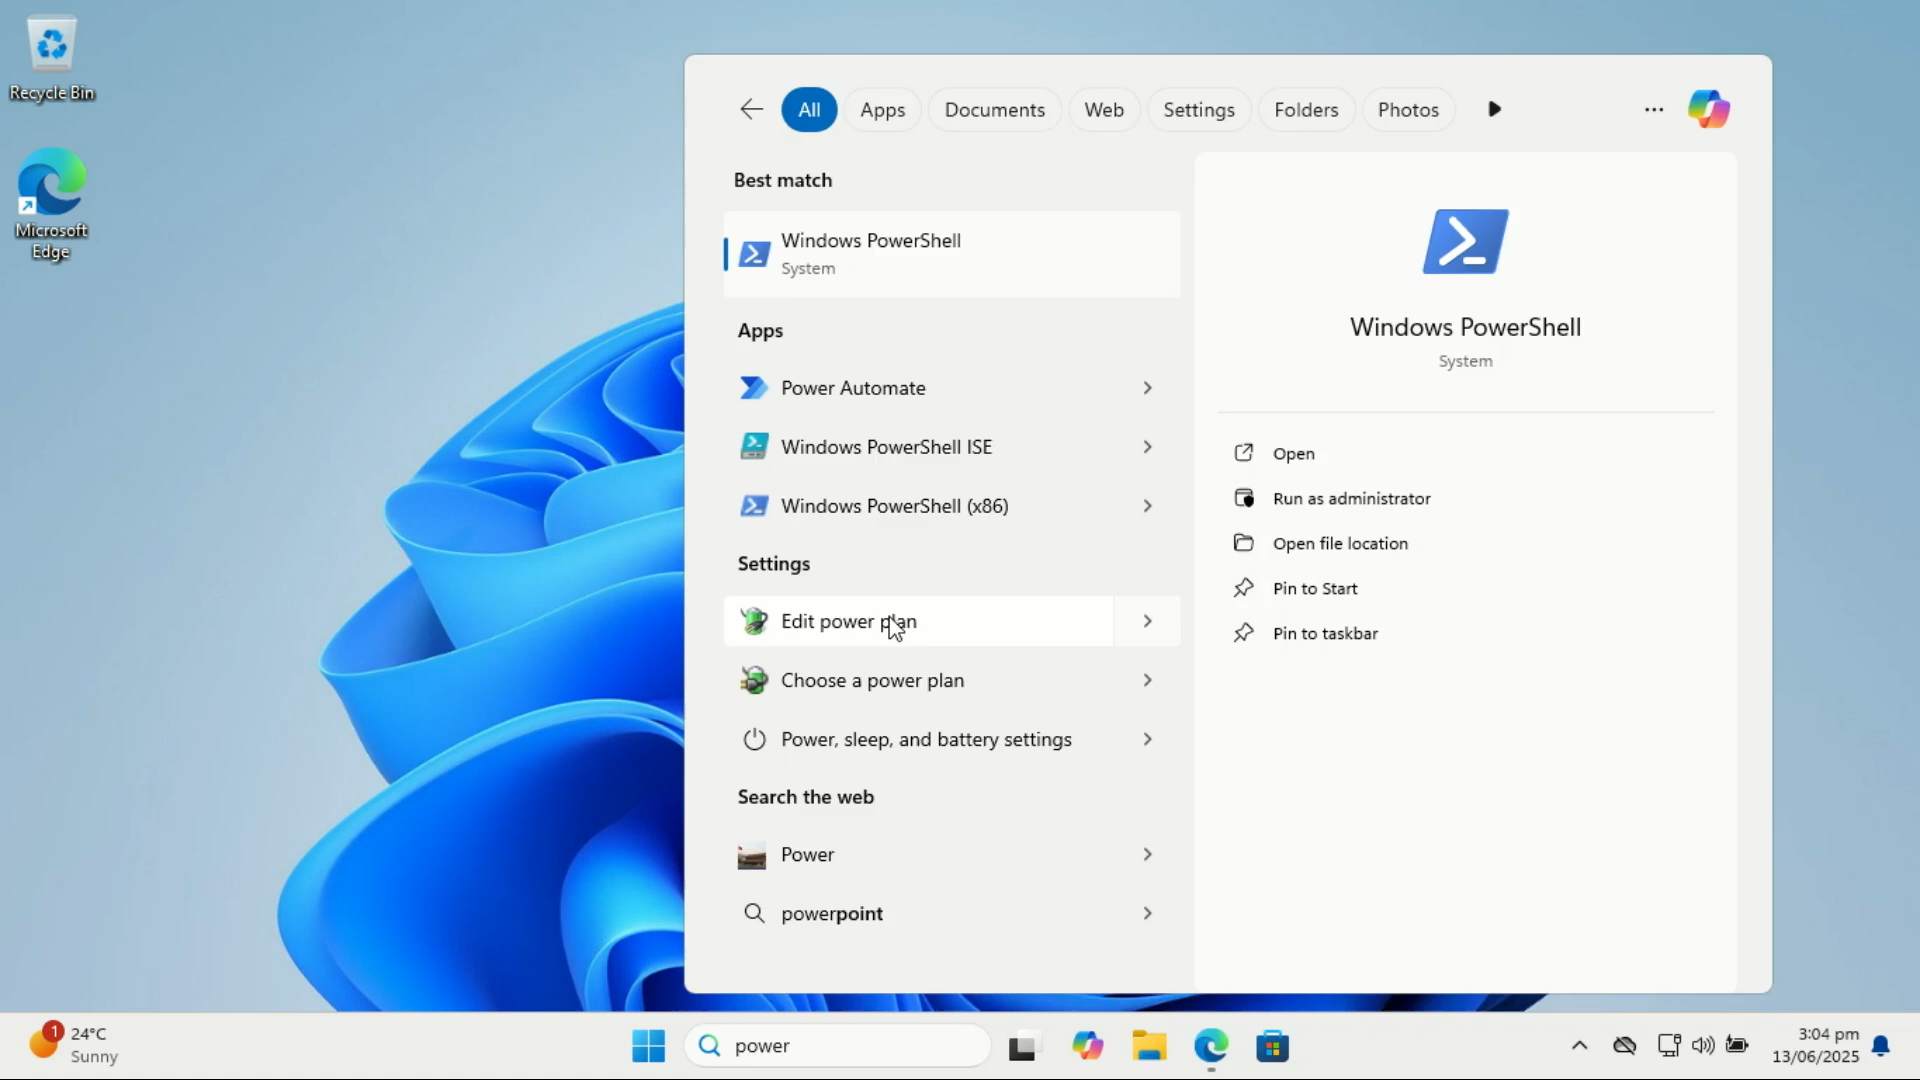 Recycle Bin
Microsoft
Edge
All
Apps
Documents
Web
Settings
Folders
Photos
Best match
Windows PowerShell
System
Apps
Power Automate
Windows PowerShell ISE
Windows PowerShell (x86)
Settings
Edit power plan
Choose a power plan
Power, sleep, and battery settings
Search the web
Power
powerpoint
Windows PowerShell
System
Open
Run as administrator
Open file location
Pin to Start
Pin to taskbar
1
24°C
Sunny
power
3:04 pm
13/06/2025